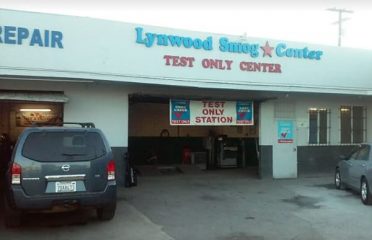 REPAIR
Lynwood Smog Center
TEST ONLY CENTER
TEST
ONLY
STATION